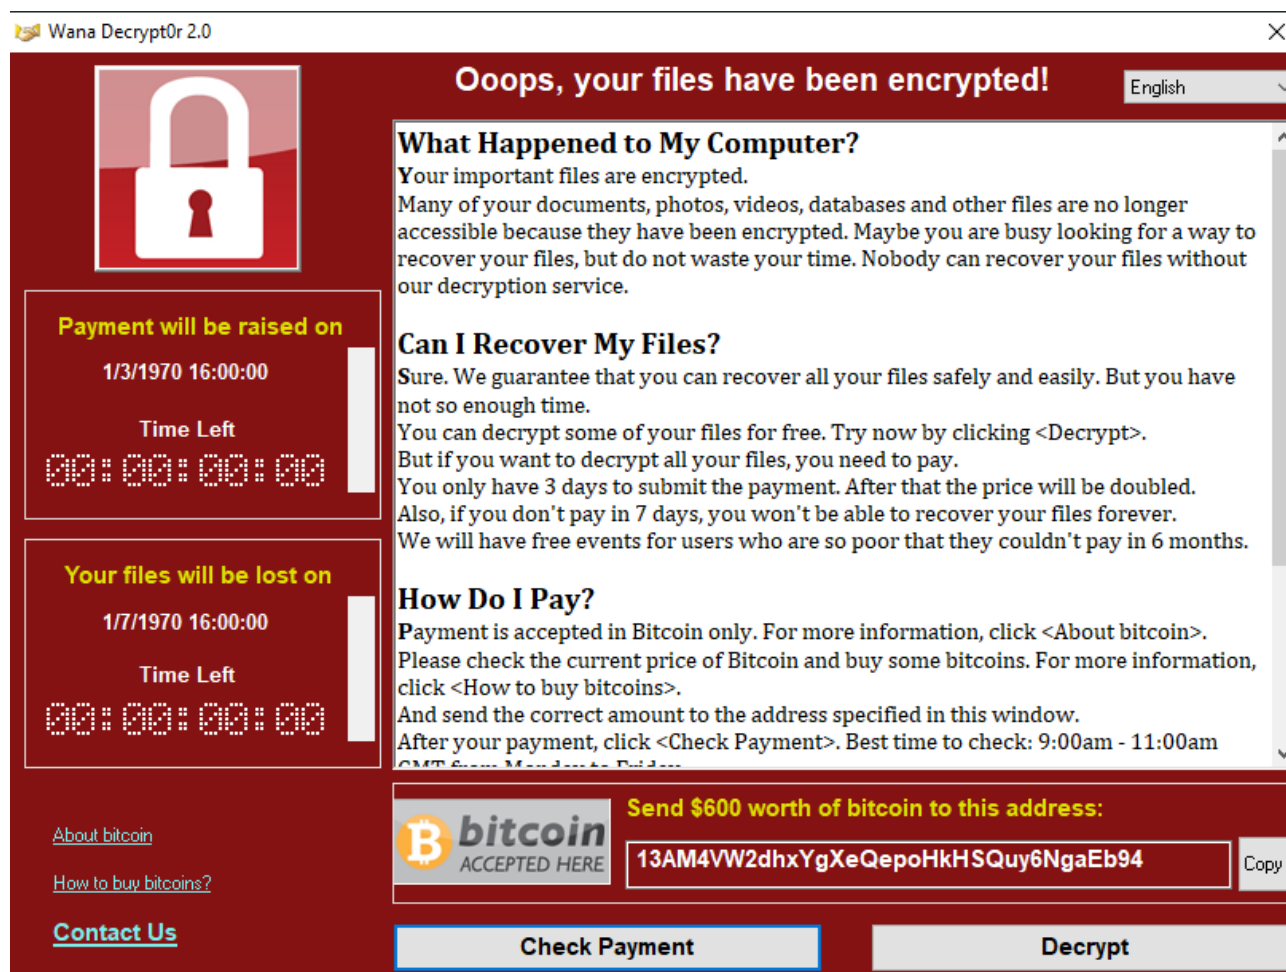 Wana Decrypt0r 2.0
Ooops, your files have been encrypted!
English
What Happened to My Computer?
Your important files are encrypted.
Many of your documents, photos, videos, databases and other files are no longer
accessible because they have been encrypted. Maybe you are busy looking for a way to
recover your files, but do not waste your time. Nobody can recover your files without
our decryption service.
Can I Recover My Files?
Sure. We guarantee that you can recover all your files safely and easily. But you have
not so enough time.
You can decrypt some of your files for free. Try now by clicking <Decrypt>.
But if you want to decrypt all your files, you need to pay.
You only have 3 days to submit the payment. After that the price will be doubled.
Also, if you don't pay in 7 days, you won't be able to recover your files forever.
We will have free events for users who are so poor that they couldn't pay in 6 months.
How Do I Pay?
Payment is accepted in Bitcoin only. For more information, click <About bitcoin>.
Please check the current price of Bitcoin and buy some bitcoins. For more information,
click <How to buy bitcoins>.
And send the correct amount to the address specified in this window.
After your payment, click <Check Payment>. Best time to check: 9:00am - 11:00am
GMT from Monday to Friday
Payment will be raised on
1/3/1970 16:00:00
Time Left
00:00:00:00
Your files will be lost on
1/7/1970 16:00:00
Time Left
00:00:00:00
About bitcoin
How to buy bitcoins?
Contact Us
bitcoin
ACCEPTED HERE
Send $600 worth of bitcoin to this address:
13AM4VW2dhxYgXeQepoHkHSQuy6NgaEb94
Copy
Check Payment
Decrypt